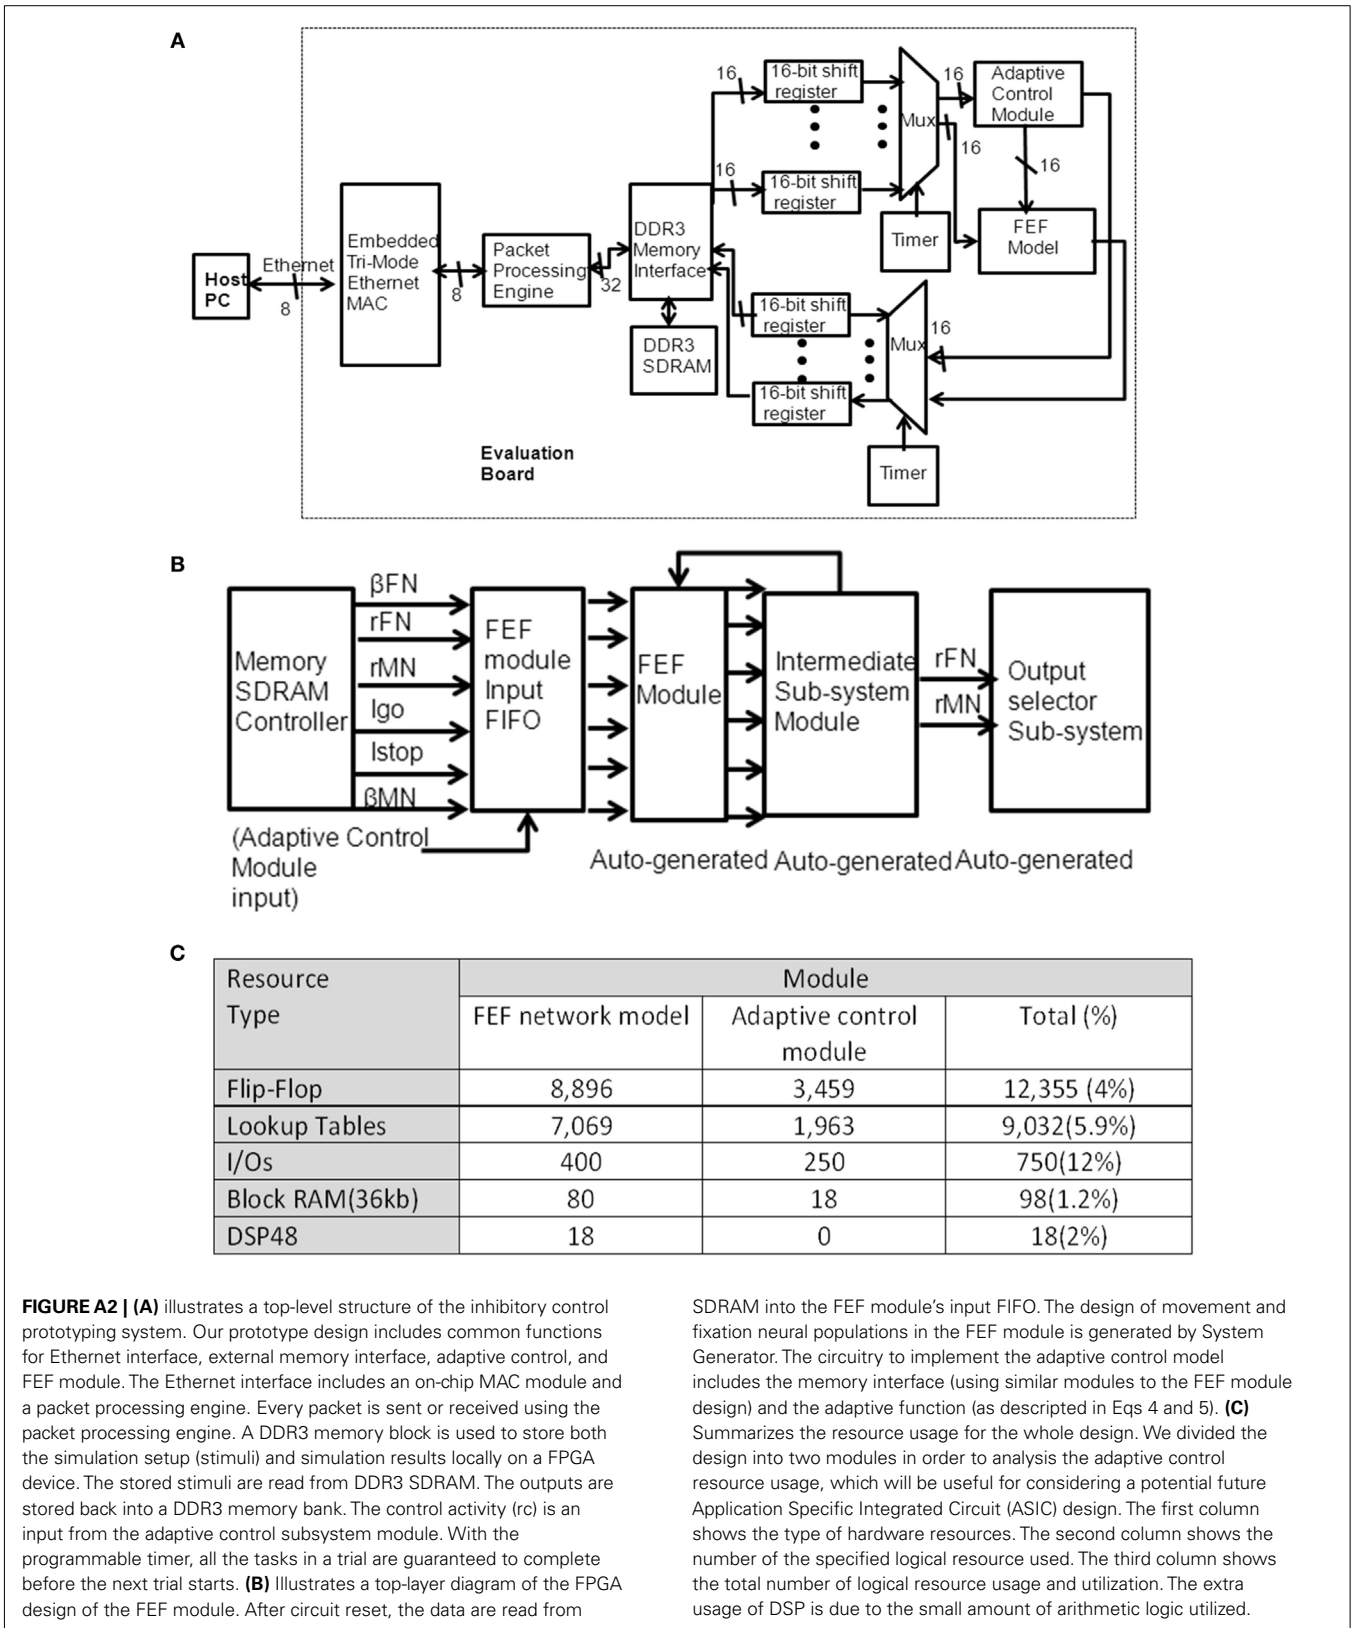 A
16
16-bit shift
register
16
Adaptive
Control
Module
Mux
16
16
16
16-bit shift
register
Timer
FEF
Model
Embedded
Tri-Mode
Ethernet
MAC
DDR3
Memory
Interface
Packet
Processing
Engine
Host
PC
Ethernet
8
8
32
16-bit shift
register
16
Mux
DDR3
SDRAM
16-bit shift
register
Evaluation
Board
Timer
B
βFN
rFN
rMN
Igo
Istop
βMN
Memory
SDRAM
Controller
FEF
module
Input
FIFO
FEF
Module
Intermediate
Sub-system
Module
rFN
rMN
Output
selector
Sub-system
(Adaptive Control
Module
input)
Auto-generated Auto-generated Auto-generated
C
Resource Type Module
FEF network model Adaptive control module Total (%)
Flip-Flop 8,896 3,459 12,355 (4%)
Lookup Tables 7,069 1,963 9,032(5.9%)
I/Os 400 250 750(12%)
Block RAM(36kb) 80 18 98(1.2%)
DSP48 18 0 18(2%)
FIGURE A2 | (A) illustrates a top-level structure of the inhibitory control
prototyping system. Our prototype design includes common functions
for Ethernet interface, external memory interface, adaptive control, and
FEF module. The Ethernet interface includes an on-chip MAC module and
a packet processing engine. Every packet is sent or received using the
packet processing engine. A DDR3 memory block is used to store both
the simulation setup (stimuli) and simulation results locally on a FPGA
device. The stored stimuli are read from DDR3 SDRAM. The outputs are
stored back into a DDR3 memory bank. The control activity (rc) is an
input from the adaptive control subsystem module. With the
programmable timer, all the tasks in a trial are guaranteed to complete
before the next trial starts. (B) Illustrates a top-layer diagram of the FPGA
design of the FEF module. After circuit reset, the data are read from
SDRAM into the FEF module's input FIFO. The design of movement and
fixation neural populations in the FEF module is generated by System
Generator. The circuitry to implement the adaptive control model
includes the memory interface (using similar modules to the FEF module
design) and the adaptive function (as descripted in Eqs 4 and 5). (C)
Summarizes the resource usage for the whole design. We divided the
design into two modules in order to analysis the adaptive control
resource usage, which will be useful for considering a potential future
Application Specific Integrated Circuit (ASIC) design. The first column
shows the type of hardware resources. The second column shows the
number of the specified logical resource used. The third column shows
the total number of logical resource usage and utilization. The extra
usage of DSP is due to the small amount of arithmetic logic utilized.